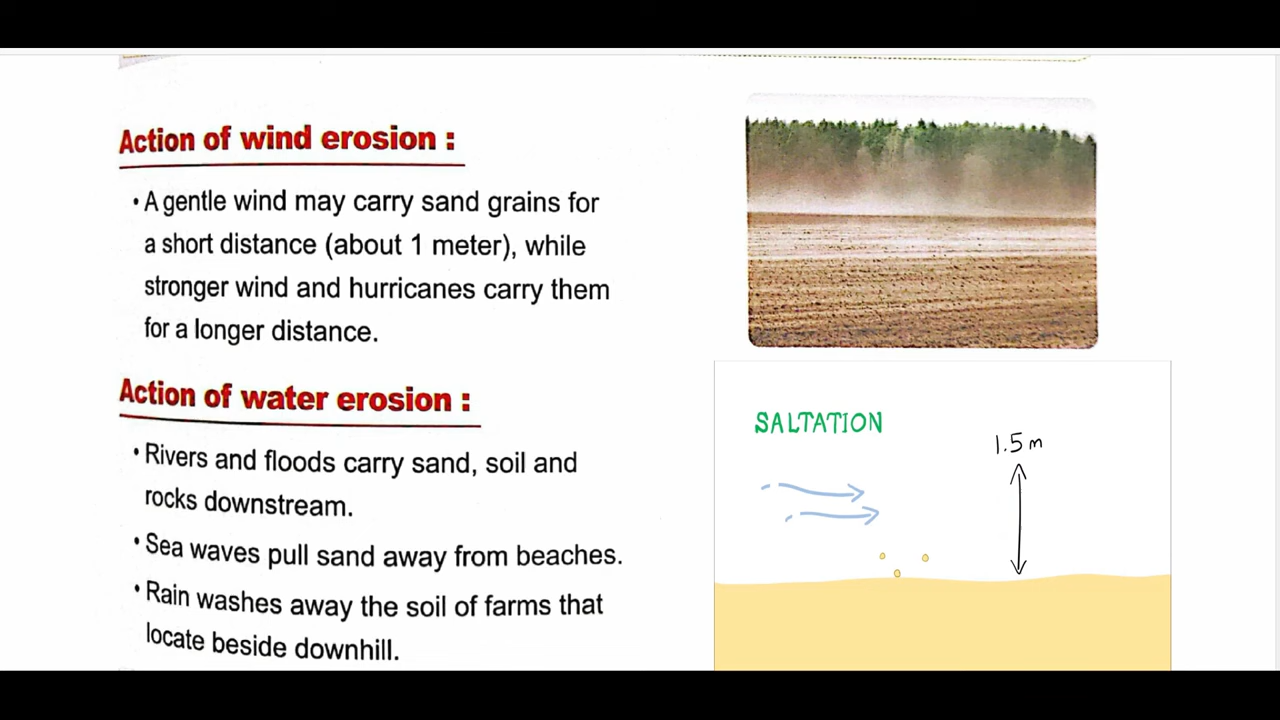 Action of wind erosion :
• A gentle wind may carry sand grains for
a short distance (about 1 meter), while
stronger wind and hurricanes carry them
for a longer distance.
Action of water erosion :
• Rivers and floods carry sand, soil and
rocks downstream.
• Sea waves pull sand away from beaches.
• Rain washes away the soil of farms that
locate beside downhill.
SALTATION
1.5 m